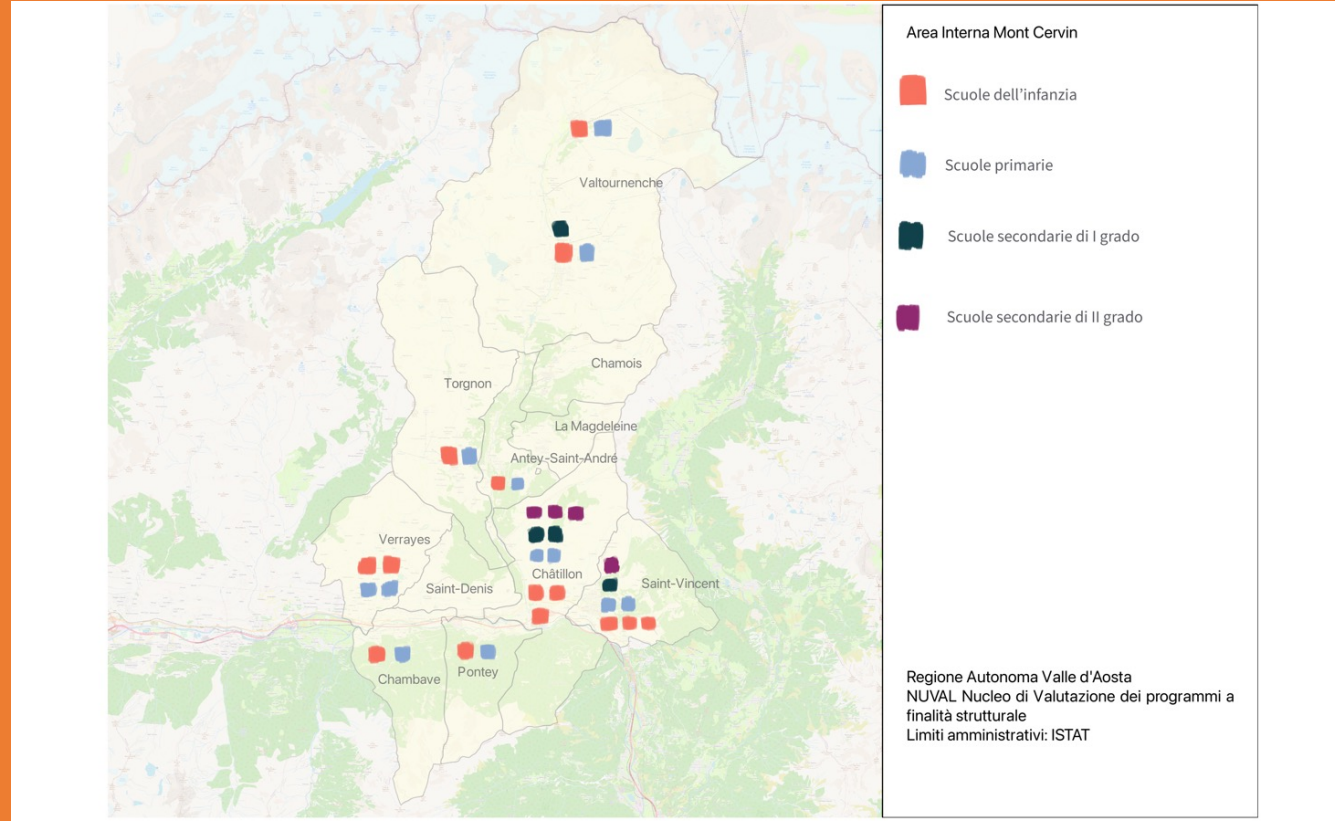 Area Interna Mont Cervin
Scuole dell'infanzia
Scuole primarie
Scuole secondarie di I grado
Scuole secondarie di II grado
Valtournenche
Chamois
Torgnon
La Magdeleine
Antey-Saint-André
Verrayes
Châtillon
Saint-Denis
Saint-Vincent
Pontey
Chambave
Regione Autonoma Valle d'Aosta
NUVAL Nucleo di Valutazione dei programmi a
finalità strutturale
Limiti amministrativi: ISTAT